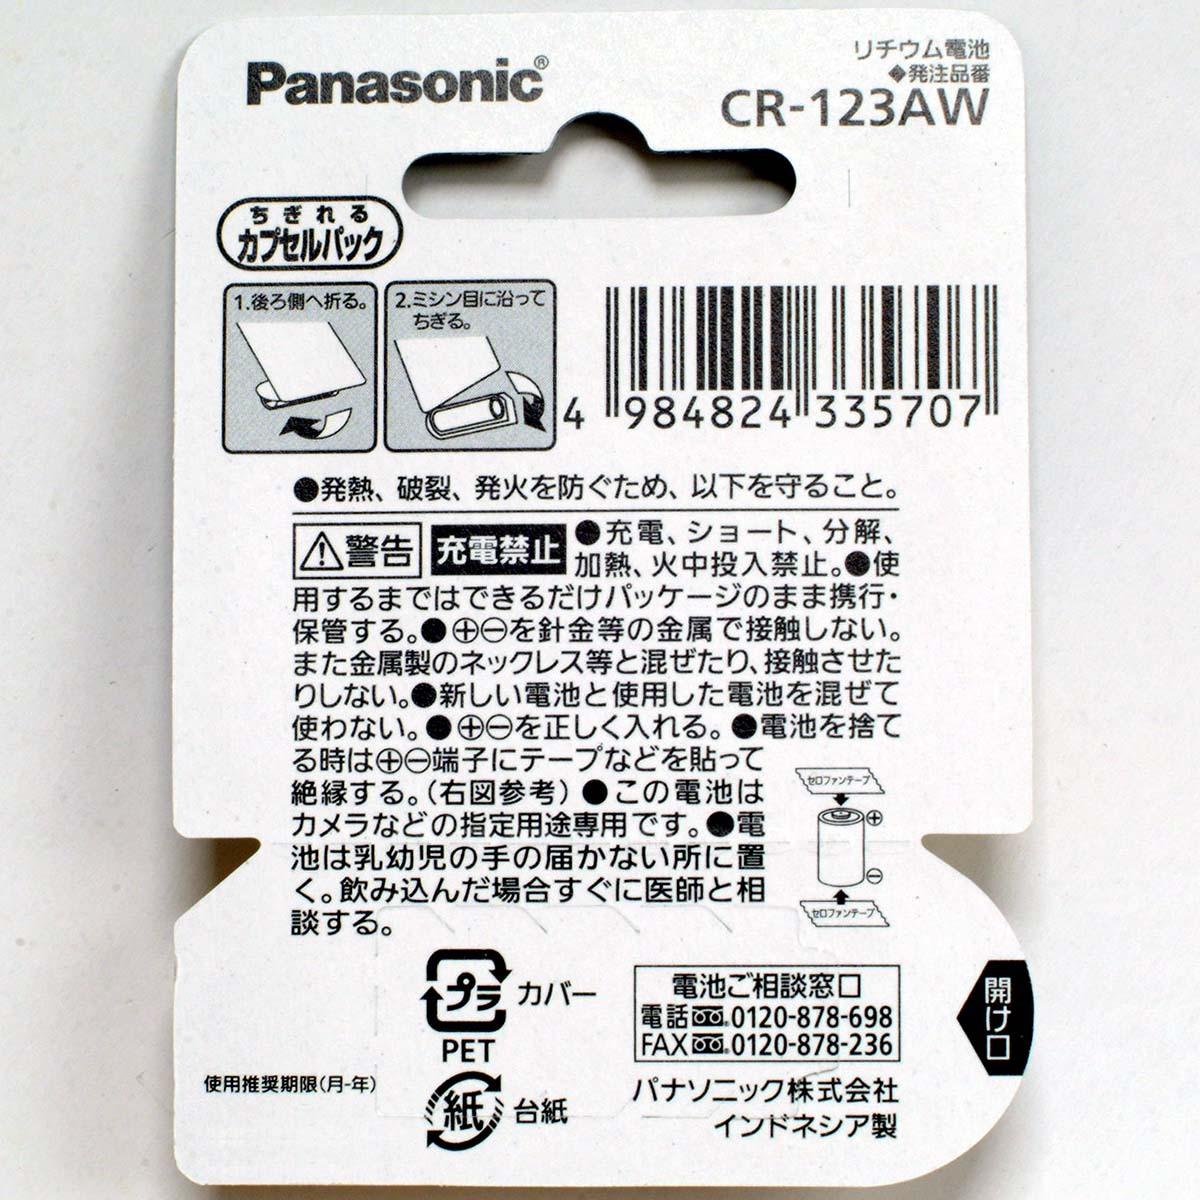 Panasonic®
リチウム電池
◆発注品番
CR-123AW
ちぎれる
カプセルパック
1.後ろ側へ折る。
2.ミシン目に沿って
ちぎる。
4 984824 335707
●発熱、破裂、発火を防ぐため、以下を守ること。
警告 充電禁止 ●充電、ショート、分解、
加熱、火中投入禁止。●使
用するまではできるだけパッケージのまま携行・
保管する。●⊕⊖を針金等の金属で接触しない。
また金属製のネックレス等と混ぜたり、接触させた
りしない。●新しい電池と使用した電池を混ぜて
使わない。●⊕⊖を正しく入れる。●電池を捨て
る時は⊕⊖端子にテープなどを貼って
絶縁する。(右図参考)●この電池は
カメラなどの指定用途専用です。●電
池は乳幼児の手の届かない所に置
く。飲み込んだ場合すぐに医師と相
談する。
セロファンテープ
⊕
⊖
セロファンテープ
プラ カバー
PET
紙 台紙
使用推奨期限(月-年)
電池ご相談窓口
電話 0120-878-698
FAX 0120-878-236
パナソニック株式会社
インドネシア製
開け口